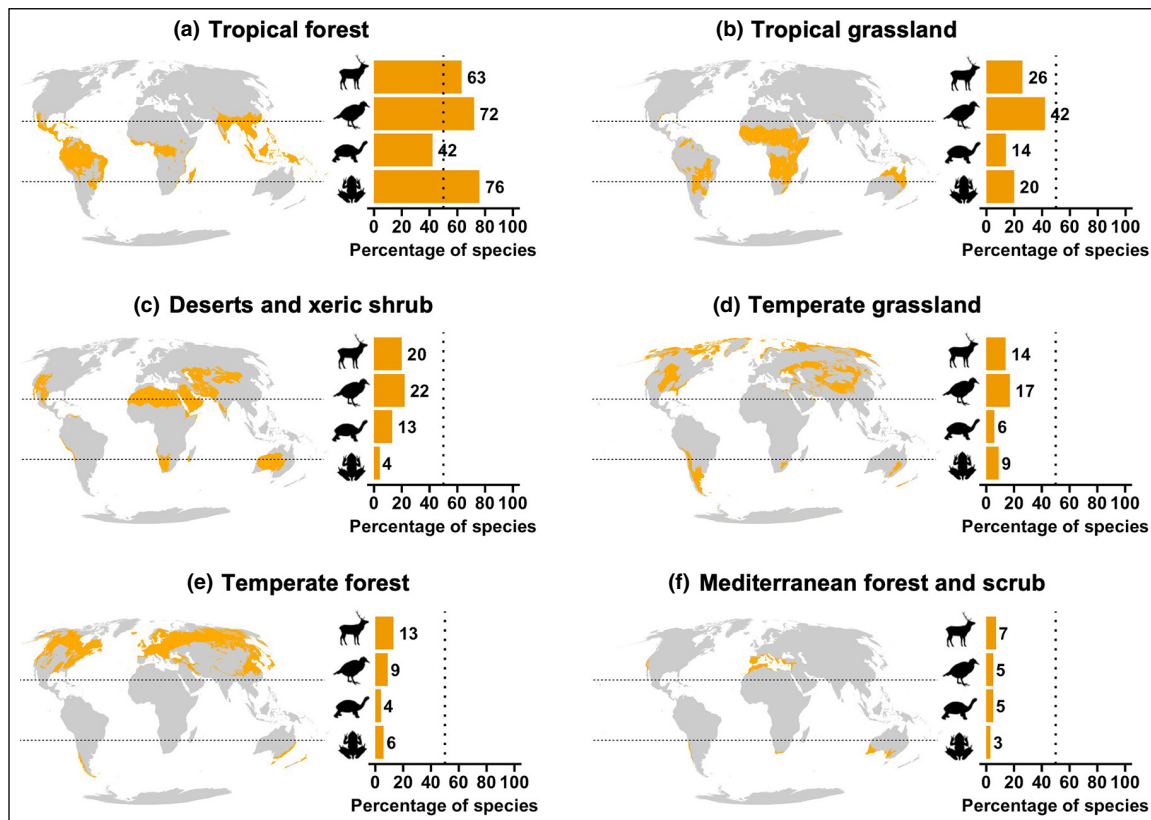 (a) Tropical forest
63
72
42
76
0 20 40 60 80 100
Percentage of species
(b) Tropical grassland
26
42
14
20
0 20 40 60 80 100
Percentage of species
(c) Deserts and xeric shrub
20
22
13
4
0 20 40 60 80 100
Percentage of species
(d) Temperate grassland
14
17
6
9
0 20 40 60 80 100
Percentage of species
(e) Temperate forest
13
9
4
6
0 20 40 60 80 100
Percentage of species
(f) Mediterranean forest and scrub
7
5
5
3
0 20 40 60 80 100
Percentage of species